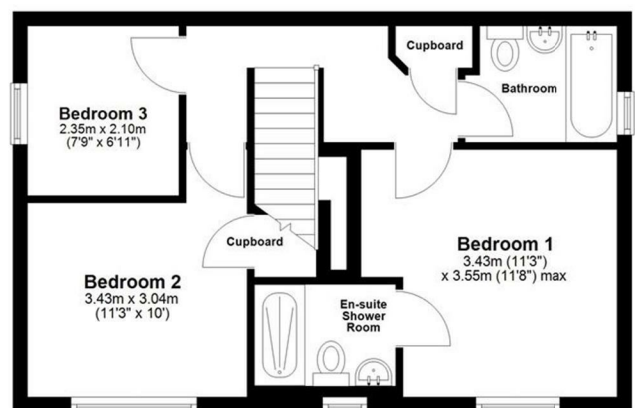 Cupboard
Bathroom
Bedroom 3
2.35m x 2.10m
(7'9" x 6'11")
Cupboard
Bedroom 1
3.43m (11'3")
x 3.55m (11'8") max
Bedroom 2
3.43m x 3.04m
(11'3" x 10')
En-suite
Shower
Room